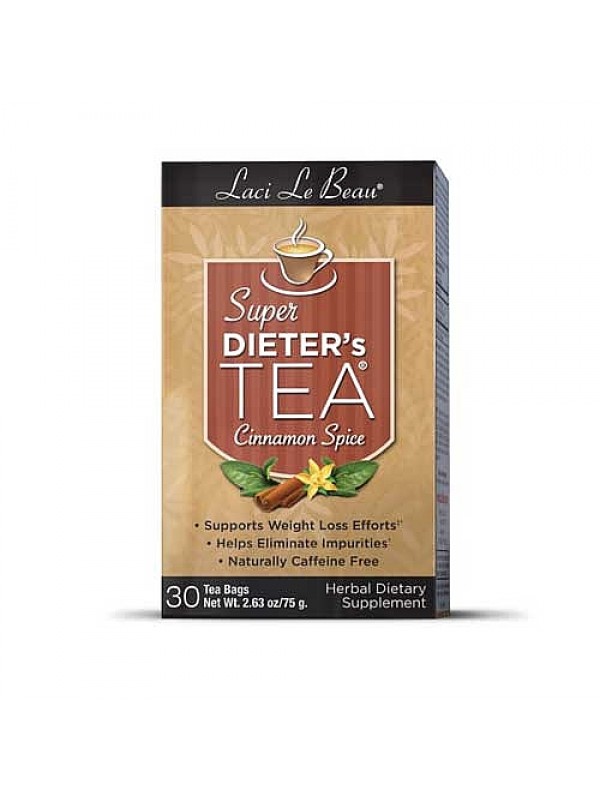 Laci Le Beau®
Super
DIETER's
TEA®
Cinnamon Spice
• Supports Weight Loss Efforts†
• Helps Eliminate Impurities†
• Naturally Caffeine Free
30 Tea Bags
Net Wt. 2.63 oz/75 g.
Herbal Dietary
Supplement